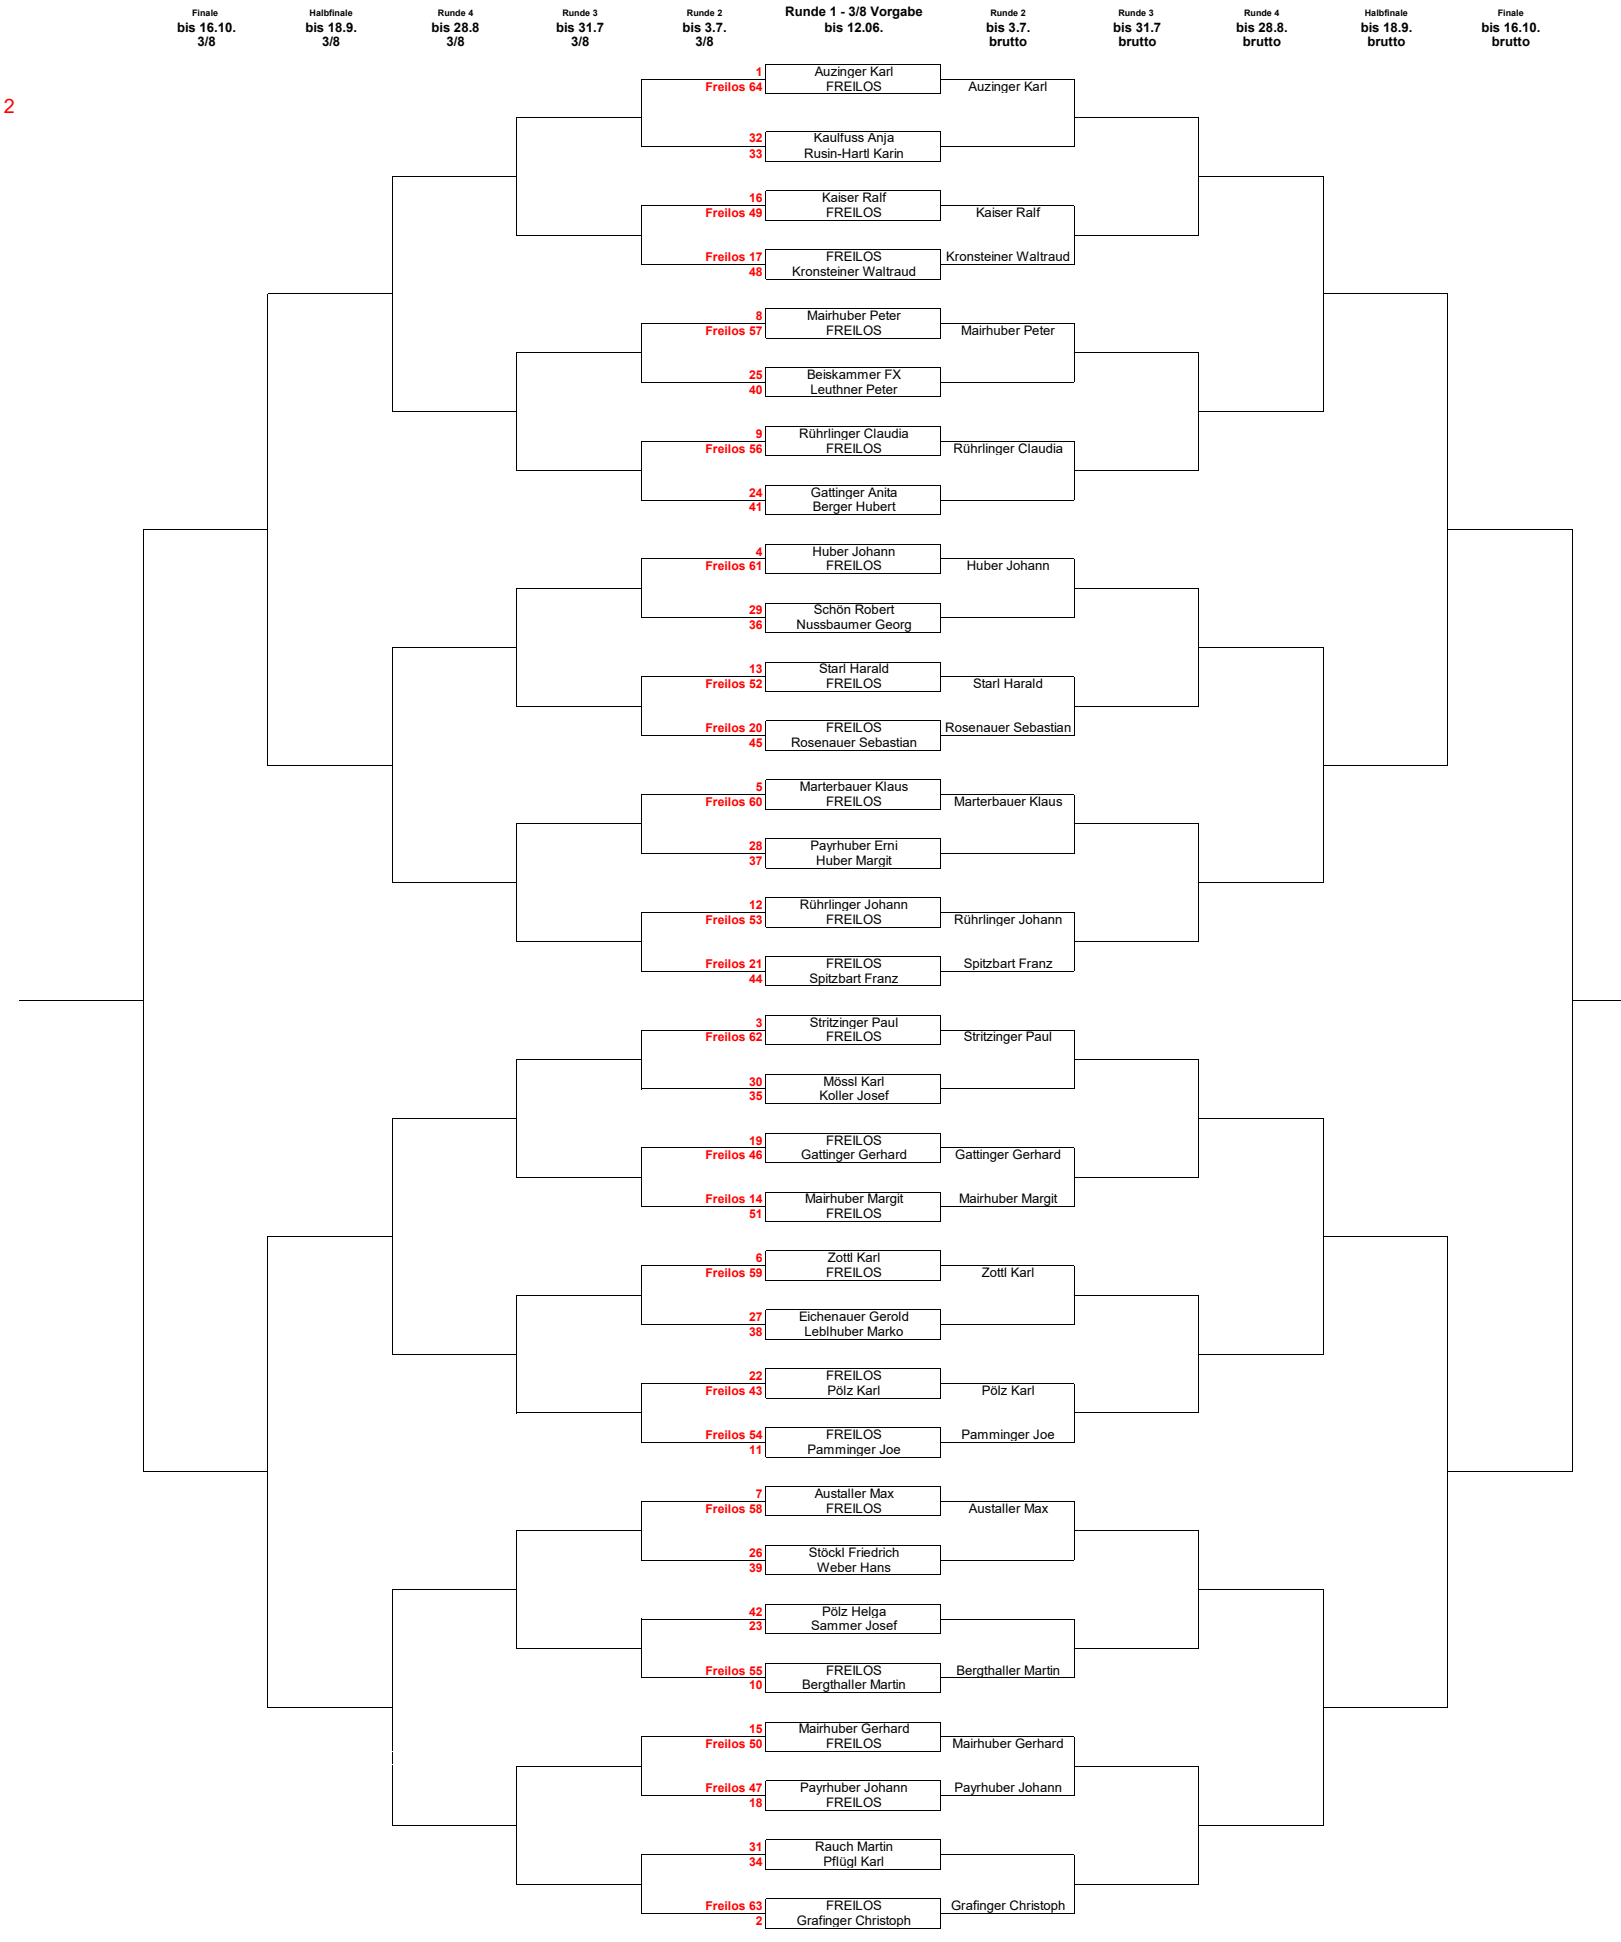 Finale Halbfinale Runde 4 Runde 3 Runde 2 Runde 1 - 3/8 Vorgabe Runde 2 Runde 3 Runde 4 Halbfinale Finale
bis 16.10. bis 18.9. bis 28.8 bis 31.7 bis 3.7. bis 12.06. bis 3.7. bis 31.7 bis 28.8. bis 18.9. bis 16.10.
3/8 3/8 3/8 3/8 3/8 brutto brutto brutto brutto brutto
1 Auzinger Karl
Freilos 64 FREILOS Auzinger Karl
2
32 Kaulfuss Anja
33 Rusin-Hartl Karin
16 Kaiser Ralf
Freilos 49 FREILOS Kaiser Ralf
Freilos 17 FREILOS Kronsteiner Waltraud
48 Kronsteiner Waltraud
8 Mairhuber Peter
Freilos 57 FREILOS Mairhuber Peter
25 Beiskammer FX
40 Leuthner Peter
9 Rührlinger Claudia
Freilos 56 FREILOS Rührlinger Claudia
24 Gattinger Anita
41 Berger Hubert
4 Huber Johann
Freilos 61 FREILOS Huber Johann
29 Schön Robert
36 Nussbaumer Georg
13 Starl Harald
Freilos 52 FREILOS Starl Harald
Freilos 20 FREILOS Rosenauer Sebastian
45 Rosenauer Sebastian
5 Marterbauer Klaus
Freilos 60 FREILOS Marterbauer Klaus
28 Payrhuber Erni
37 Huber Margit
12 Rührlinger Johann
Freilos 53 FREILOS Rührlinger Johann
Freilos 21 FREILOS Spitzbart Franz
44 Spitzbart Franz
3 Stritzinger Paul
Freilos 62 FREILOS Stritzinger Paul
30 Mössl Karl
35 Koller Josef
19 FREILOS
Freilos 46 Gattinger Gerhard Gattinger Gerhard
Freilos 14 Mairhuber Margit Mairhuber Margit
51 FREILOS
6 Zottl Karl
Freilos 59 FREILOS Zottl Karl
27 Eichenauer Gerold
38 Leblhuber Marko
22 FREILOS
Freilos 43 Pölz Karl Pölz Karl
Freilos 54 FREILOS Pamminger Joe
11 Pamminger Joe
7 Austaller Max
Freilos 58 FREILOS Austaller Max
26 Stöckl Friedrich
39 Weber Hans
42 Pölz Helga
23 Sammer Josef
Freilos 55 FREILOS Bergthaller Martin
10 Bergthaller Martin
15 Mairhuber Gerhard
Freilos 50 FREILOS Mairhuber Gerhard
Freilos 47 Payrhuber Johann Payrhuber Johann
18 FREILOS
31 Rauch Martin
34 Pflügl Karl
Freilos 63 FREILOS Grafinger Christoph
2 Grafinger Christoph